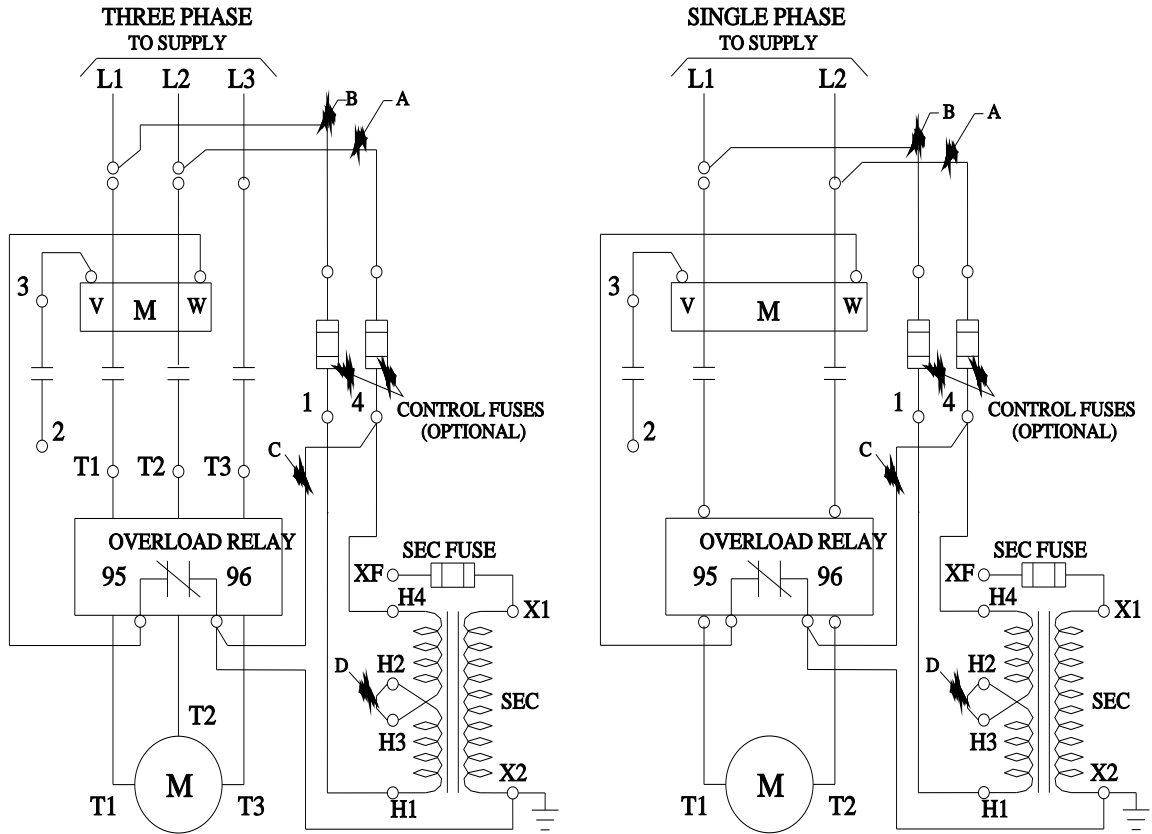 THREE PHASE
TO SUPPLY
L1 L2 L3
B
A
3
V M W
1 4
CONTROL FUSES
(OPTIONAL)
2
C
T1 T2 T3
OVERLOAD RELAY
95 96
SEC FUSE
XF
H4
X1
D
H2
SEC
H3
T2
M
T1 T3
X2
H1
SINGLE PHASE
TO SUPPLY
L1 L2
B
A
3
V M W
1 4
CONTROL FUSES
(OPTIONAL)
2
C
OVERLOAD RELAY
95 96
SEC FUSE
XF
H4
X1
D
H2
SEC
H3
M
T1 T2
X2
H1